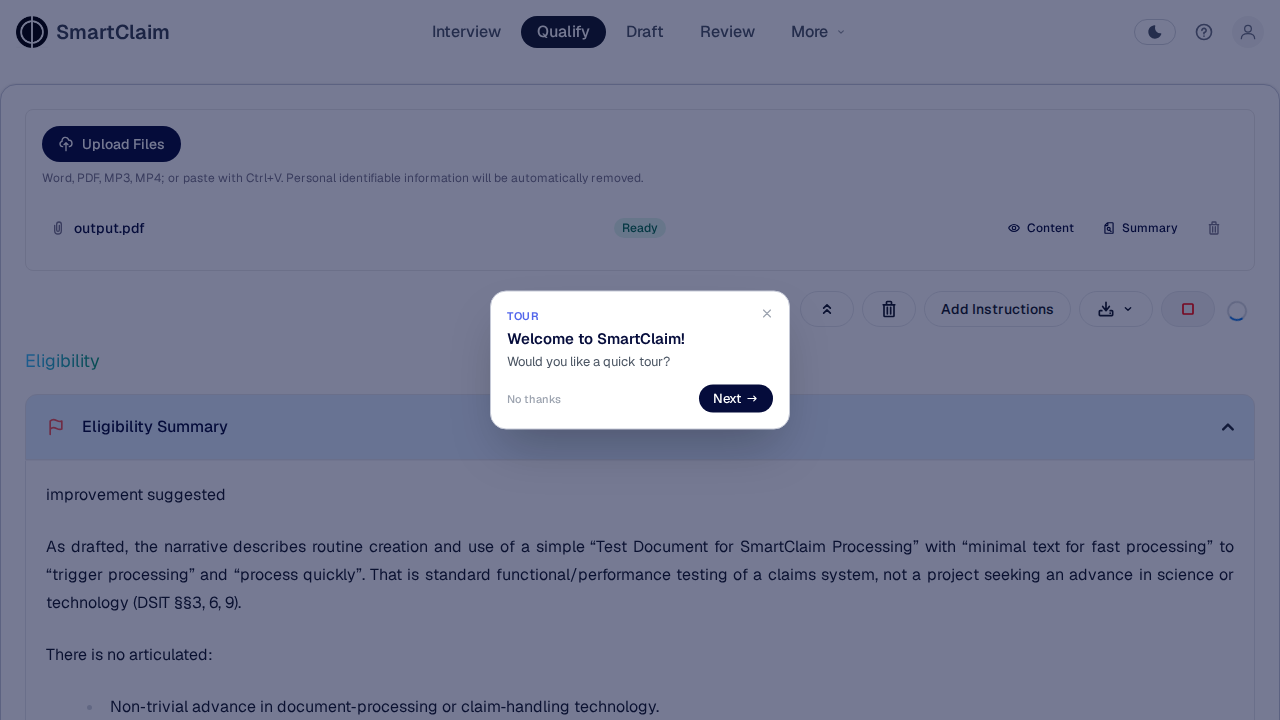 SmartClaim
Interview
Qualify
Draft
Review
More
Upload Files
Word, PDF, MP3, MP4; or paste with Ctrl+V. Personal identifiable information will be automatically removed.
output.pdf
Ready
Content
Summary
Add Instructions
TOUR
Welcome to SmartClaim!
Would you like a quick tour?
No thanks
Next →
Eligibility
Eligibility Summary
improvement suggested
As drafted, the narrative describes routine creation and use of a simple “Test Document for SmartClaim Processing” with “minimal text for fast processing” to
“trigger processing” and “process quickly”. That is standard functional/performance testing of a claims system, not a project seeking an advance in science or
technology (DSIT §§3, 6, 9).
There is no articulated:
Non-trivial advance in document-processing or claim-handling technology.